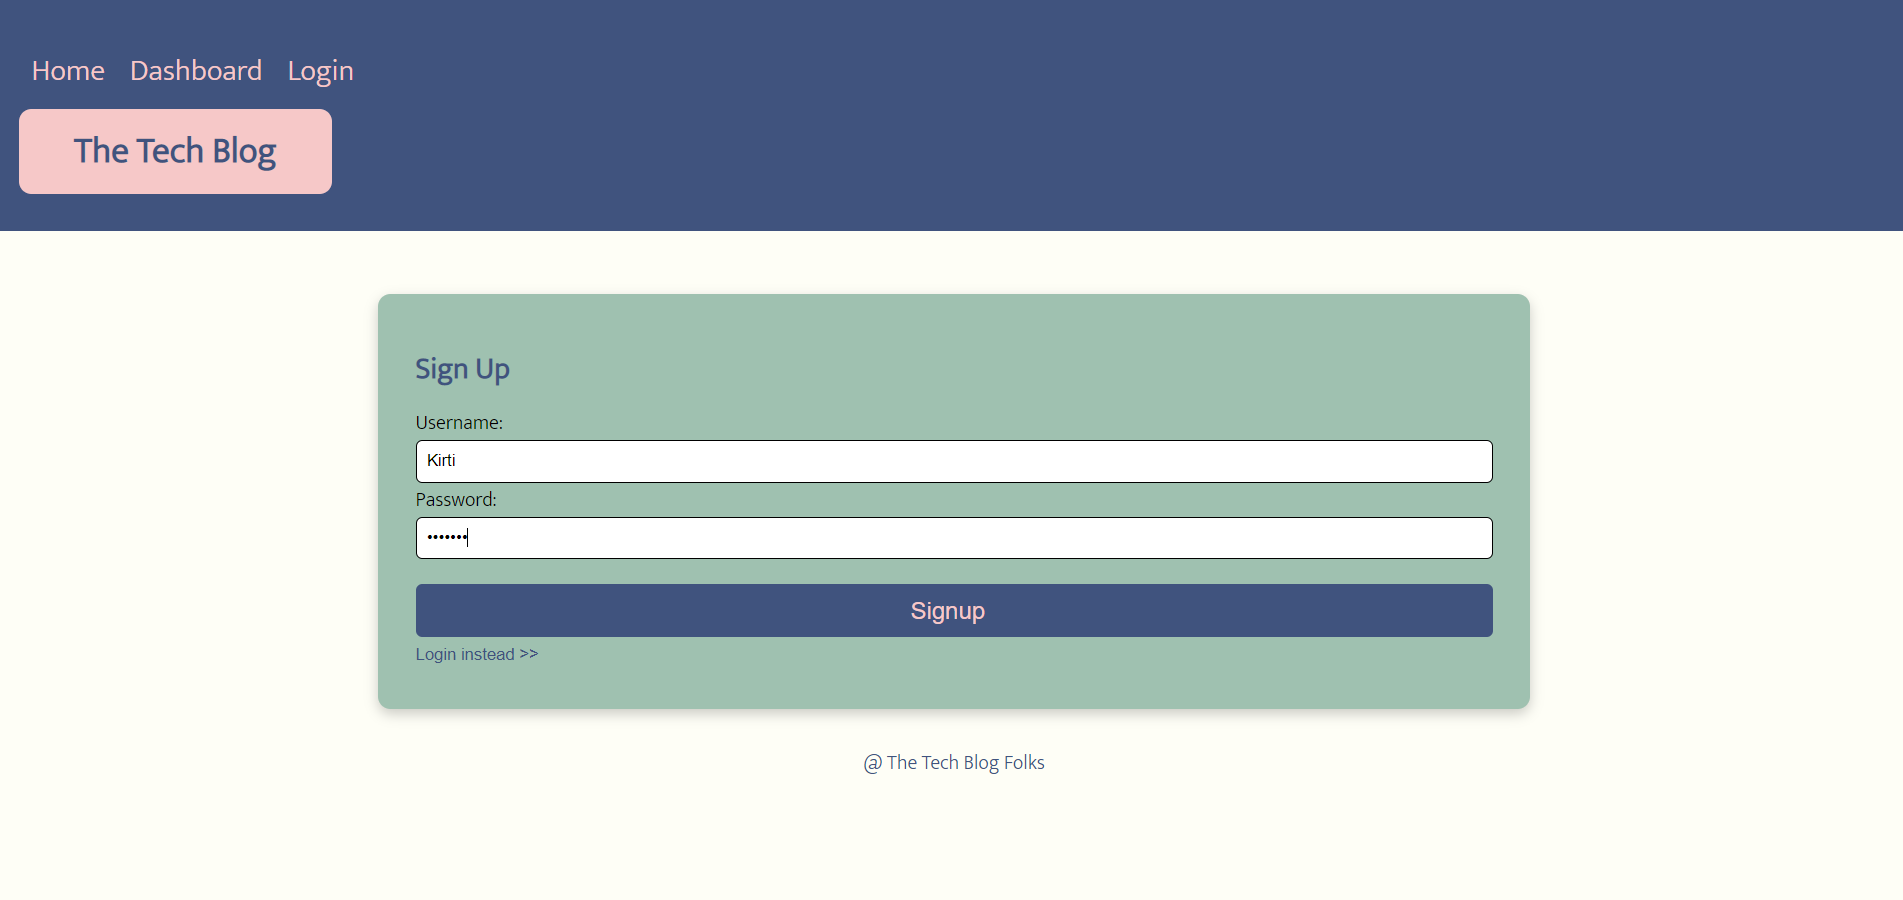 Home Dashboard Login
The Tech Blog
Sign Up
Username:
Kirti
Password:
•••••••
Signup
Login instead >>
@ The Tech Blog Folks